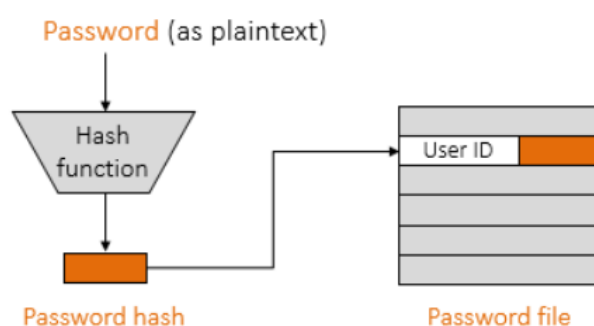 Password (as plaintext)
Hash
function
User ID
Password hash
Password file